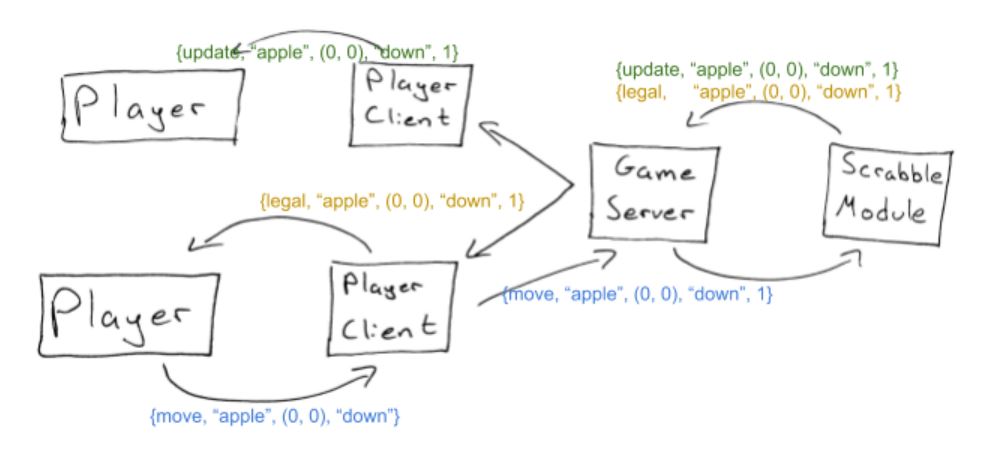 {update, “apple”, (0, 0), “down”, 1}
Player
Player
Client
{update, “apple”, (0, 0), “down”, 1}
{legal, “apple”, (0, 0), “down”, 1}
Game
Server
Scrabble
Module
{legal, “apple”, (0, 0), “down”, 1}
Player
Player
Client
{move, “apple”, (0, 0), “down”, 1}
{move, “apple”, (0, 0), “down”}